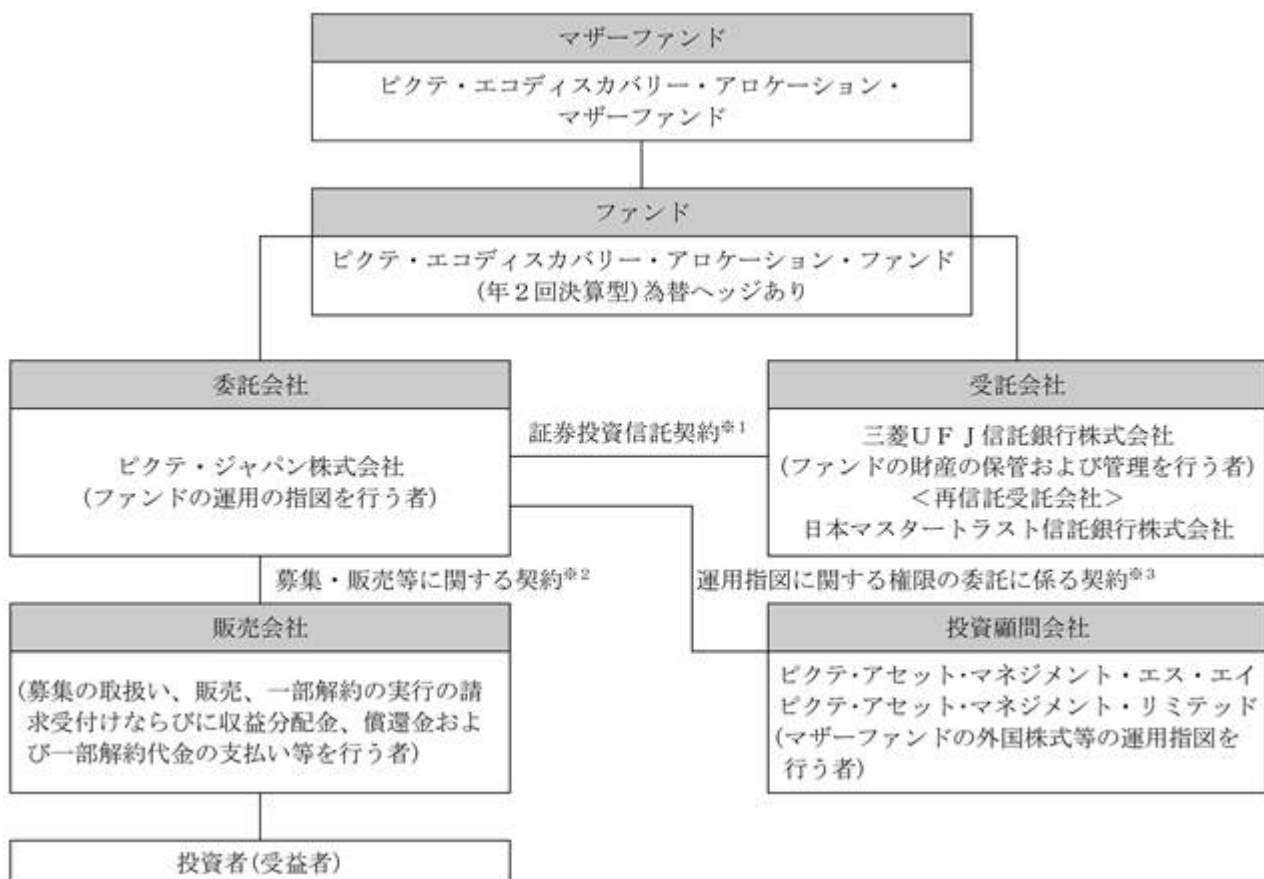 マザーファンド
ピクテ・エコディスカバリー・アロケーション・
マザーファンド
ファンド
ピクテ・エコディスカバリー・アロケーション・ファンド
(年2回決算型)為替ヘッジあり
委託会社
ピクテ・ジャパン株式会社
(ファンドの運用の指図を行う者)
証券投資信託契約※1
受託会社
三菱UFJ信託銀行株式会社
(ファンドの財産の保管および管理を行う者)
<再信託受託会社>
日本マスタートラスト信託銀行株式会社
募集・販売等に関する契約※2
運用指図に関する権限の委託に係る契約※3
販売会社
(募集の取扱い、販売、一部解約の実行の請
求受付けならびに収益分配金、償還金およ
び一部解約代金の支払い等を行う者)
投資顧問会社
ピクテ・アセット・マネジメント・エス・エイ
ピクテ・アセット・マネジメント・リミテッド
(マザーファンドの外国株式等の運用指図を
行う者)
投資者(受益者)